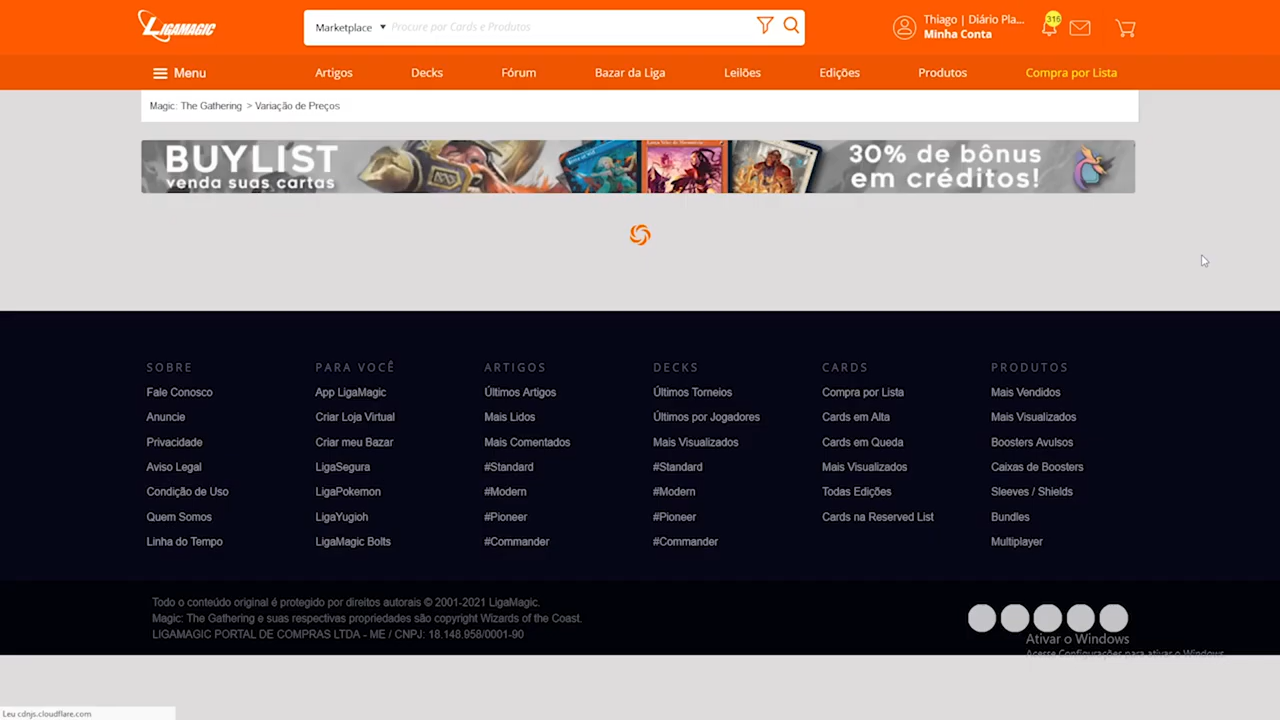 LIGAMAGIC
Marketplace
Procure por Cards e Produtos
Thiago | Diário Pla...
Minha Conta
316
Menu
Artigos
Decks
Fórum
Bazar da Liga
Leilões
Edições
Produtos
Compra por Lista
Magic: The Gathering > Variação de Preços
BUYLIST
venda suas cartas
30% de bônus
em créditos!
SOBRE
Fale Conosco
Anuncie
Privacidade
Aviso Legal
Condição de Uso
Quem Somos
Linha do Tempo
PARA VOCÊ
App LigaMagic
Criar Loja Virtual
Criar meu Bazar
LigaSegura
LigaPokemon
LigaYugioh
LigaMagic Bolts
ARTIGOS
Últimos Artigos
Mais Lidos
Mais Comentados
#Standard
#Modern
#Pioneer
#Commander
DECKS
Últimos Torneios
Últimos por Jogadores
Mais Visualizados
#Standard
#Modern
#Pioneer
#Commander
CARDS
Compra por Lista
Cards em Alta
Cards em Queda
Mais Visualizados
Todas Edições
Cards na Reserved List
PRODUTOS
Mais Vendidos
Mais Visualizados
Boosters Avulsos
Caixas de Boosters
Sleeves / Shields
Bundles
Multiplayer
Todo o conteúdo original é protegido por direitos autorais © 2001-2021 LigaMagic.
Magic: The Gathering e suas respectivas propriedades são copyright Wizards of the Coast.
LIGAMAGIC PORTAL DE COMPRAS LTDA - ME / CNPJ: 18.148.958/0001-90
Ativar o Windows
Acesse Configurações para ativar o Windows.
Leu cdnjs.cloudflare.com